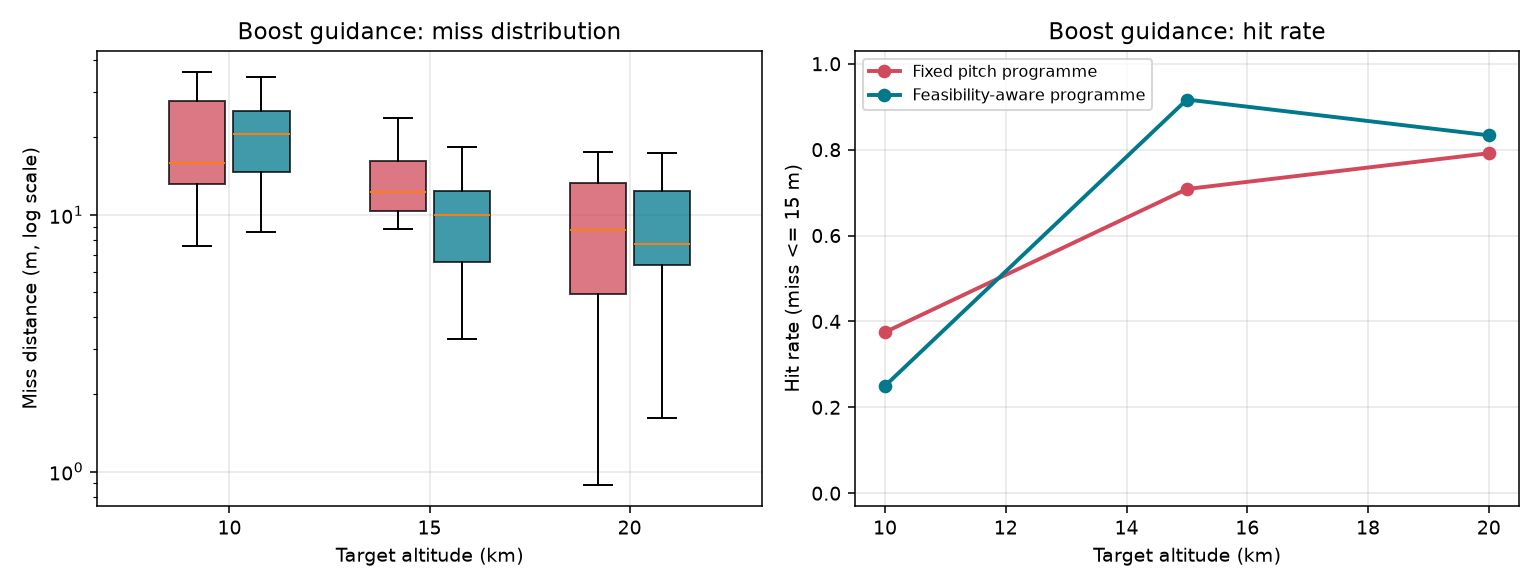 Boost guidance: miss distribution
Miss distance (m, log scale)
10¹
10⁰
10 15 20
Target altitude (km)
Boost guidance: hit rate
Fixed pitch programme
Feasibility-aware programme
Hit rate (miss <= 15 m)
1.0
0.8
0.6
0.4
0.2
0.0
10 12 14 16 18 20
Target altitude (km)